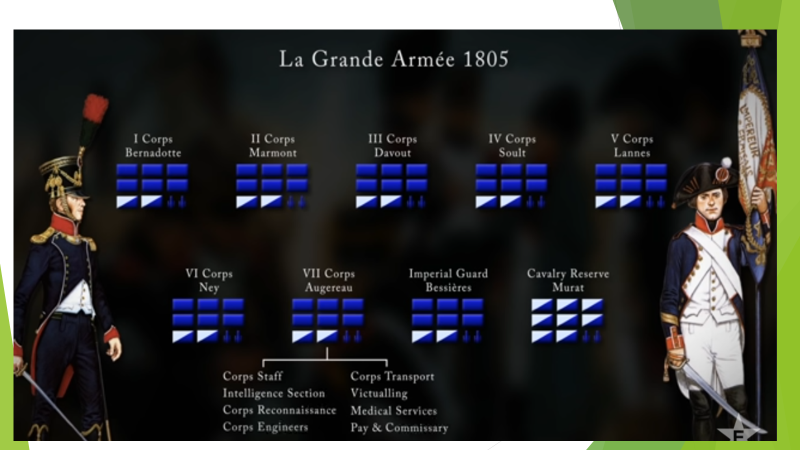 La Grande Armée 1805
I Corps
Bernadotte
II Corps
Marmont
III Corps
Davout
IV Corps
Soult
V Corps
Lannes
VI Corps
Ney
VII Corps
Augereau
Imperial Guard
Bessières
Cavalry Reserve
Murat
Corps Staff
Intelligence Section
Corps Reconnaissance
Corps Engineers
Corps Transport
Victualling
Medical Services
Pay & Commissary
E